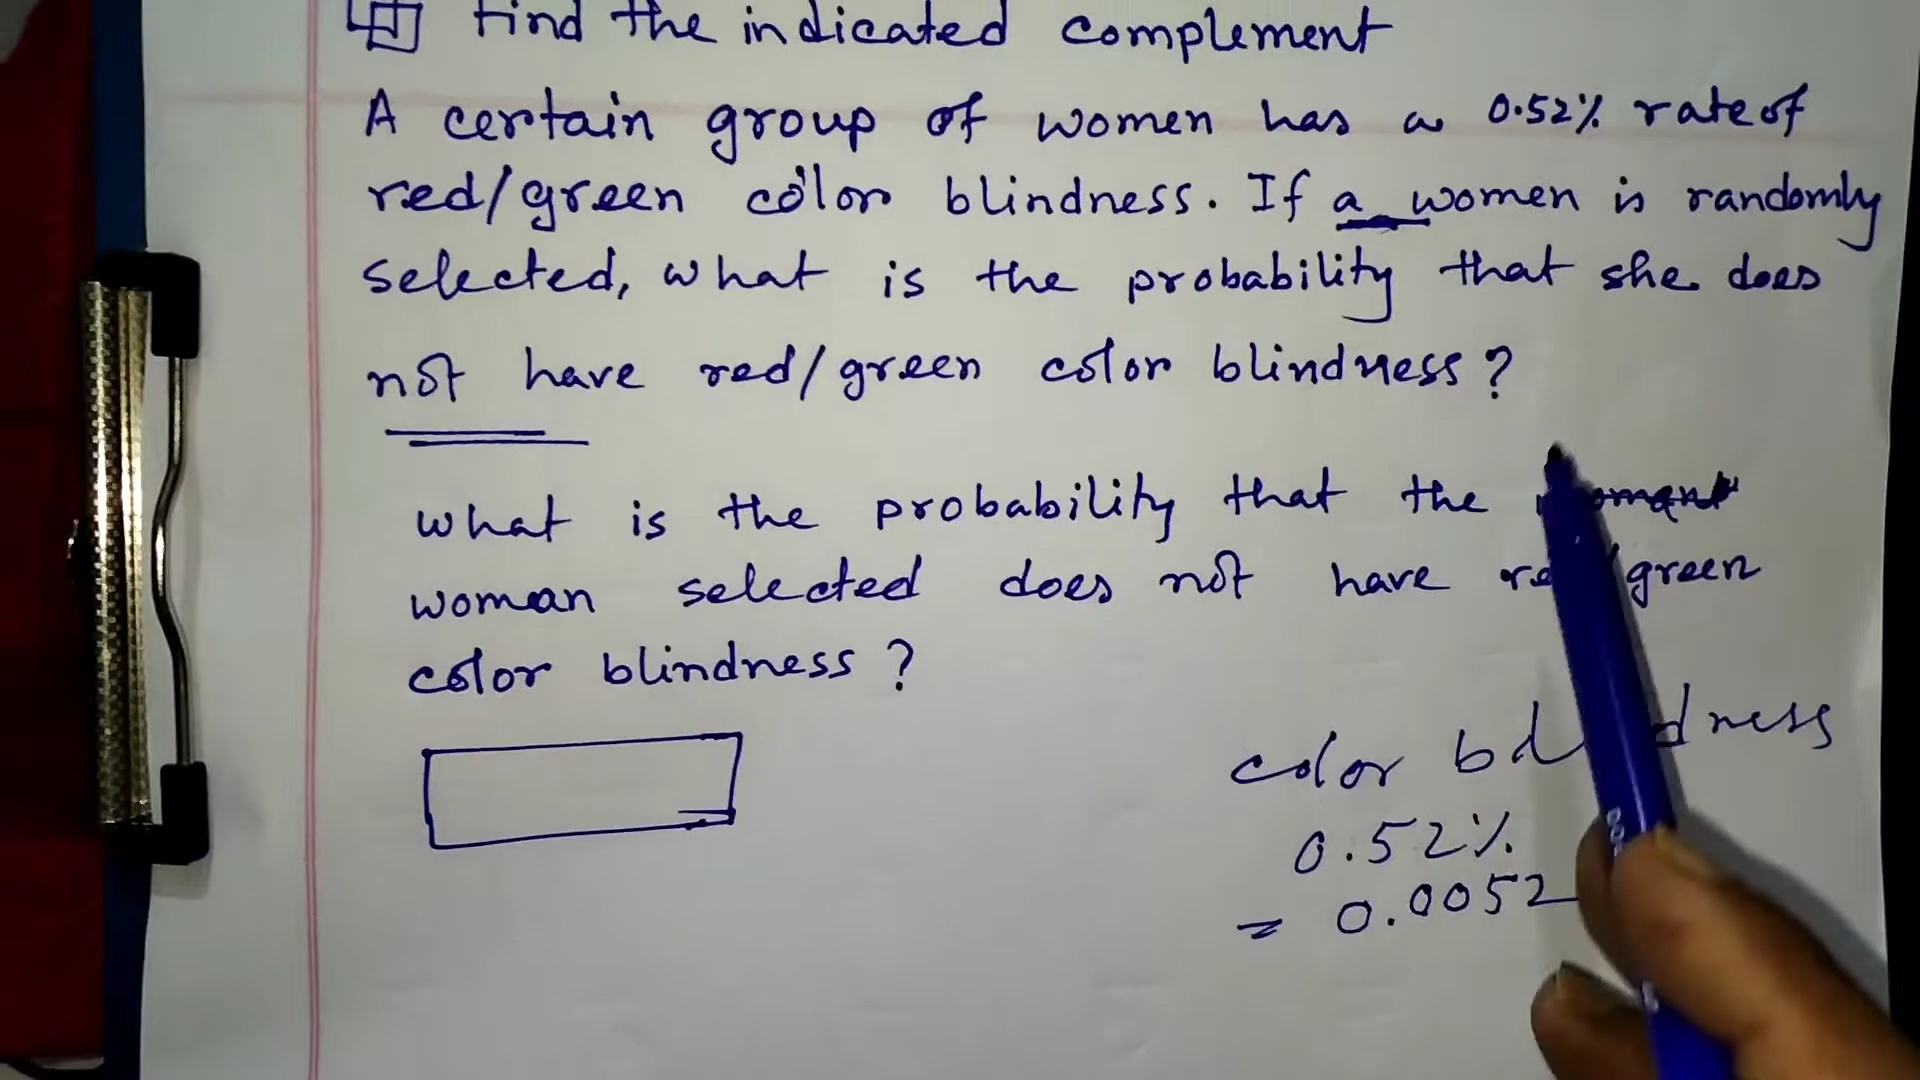 Find the indicated complement
A certain group of women has a 0.52% rate of
red/green color blindness. If a women is randomly
selected, what is the probability that she does
not have red/green color blindness?
what is the probability that the
woman selected does not have green
color blindness?
color
0.52%
= 0.0052